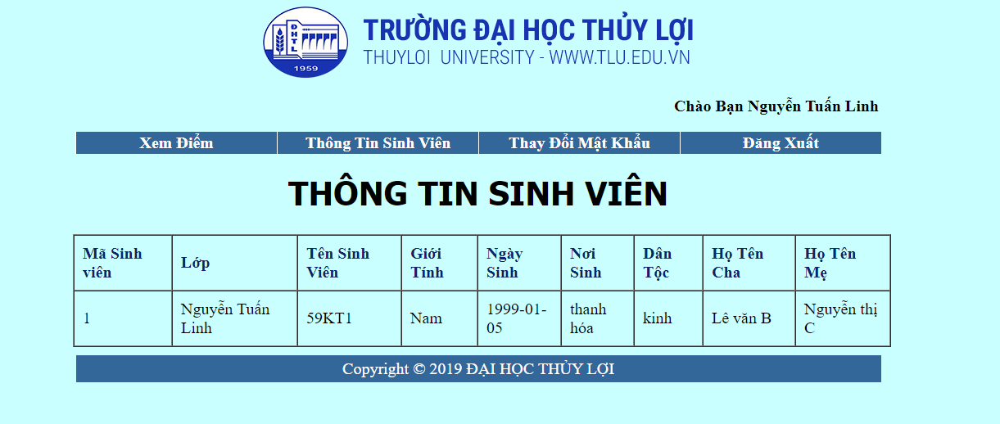 ĐHTL
1959
TRƯỜNG ĐẠI HỌC THỦY LỢI
THUYLOI UNIVERSITY - WWW.TLU.EDU.VN
Chào Bạn Nguyễn Tuấn Linh
Xem Điểm Thông Tin Sinh Viên Thay Đổi Mật Khẩu Đăng Xuất
THÔNG TIN SINH VIÊN
Mã Sinh viên Lớp Tên Sinh Viên Giới Tính Ngày Sinh Nơi Sinh Dân Tộc Họ Tên Cha Họ Tên Mẹ
1 Nguyễn Tuấn Linh 59KT1 Nam 1999-01-05 thanh hóa kinh Lê văn B Nguyễn thị C
Copyright © 2019 ĐẠI HỌC THỦY LỢI